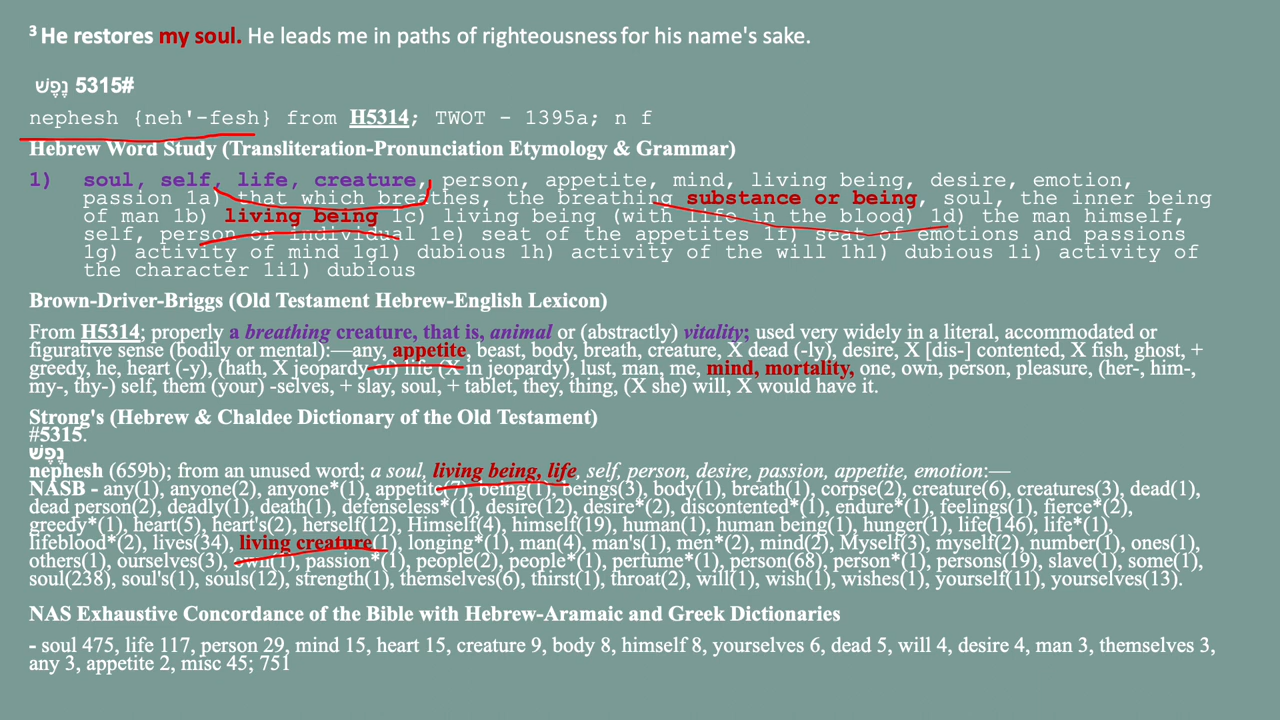 ³ He restores my soul. He leads me in paths of righteousness for his name's sake.
נֶפֶשׁ 5315#
nephesh {neh'-fesh} from H5314; TWOT - 1395a; n f
Hebrew Word Study (Transliteration-Pronunciation Etymology & Grammar)
1) soul, self, life, creature, person, appetite, mind, living being, desire, emotion,
passion 1a) that which breathes, the breathing substance or being, soul, the inner being
of man 1b) living being 1c) living being (with life in the blood) 1d) the man himself,
self, person or individual 1e) seat of the appetites 1f) seat of emotions and passions
1g) activity of mind 1g1) dubious 1h) activity of the will 1h1) dubious 1i) activity of
the character 1i1) dubious
Brown-Driver-Briggs (Old Testament Hebrew-English Lexicon)
From H5314; properly a breathing creature, that is, animal or (abstractly) vitality; used very widely in a literal, accommodated or
figurative sense (bodily or mental):—any, appetite, beast, body, breath, creature, X dead (-ly), desire, X [dis-] contented, X fish, ghost, +
greedy, he, heart (-y), (hath, X jeopardy of) life (X in jeopardy), lust, man, me, mind, mortality, one, own, person, pleasure, (her-, him-,
my-, thy-) self, them (your) -selves, + slay, soul, + tablet, they, thing, (X she) will, X would have it.
Strong's (Hebrew & Chaldee Dictionary of the Old Testament)
#5315.
נֶפֶשׁ
nephesh (659b); from an unused word; a soul, living being, life, self, person, desire, passion, appetite, emotion:—
NASB - any(1), anyone(2), anyone*(1), appetite(7), being(1), beings(3), body(1), breath(1), corpse(2), creature(6), creatures(3), dead(1),
dead person(2), deadly(1), death(1), defenseless*(1), desire(12), desire*(2), discontented*(1), endure*(1), feelings(1), fierce*(2),
greedy*(1), heart(5), heart's(2), herself(12), Himself(4), himself(19), human(1), human being(1), hunger(1), life(146), life*(1),
lifeblood*(2), lives(34), living creature(1), longing*(1), man(4), man's(1), men*(2), mind(2), Myself(3), myself(2), number(1), ones(1),
others(1), ourselves(3), own(1), passion*(1), people(2), people*(1), perfume*(1), person(68), person*(1), persons(19), slave(1), some(1),
soul(238), soul's(1), souls(12), strength(1), themselves(6), thirst(1), throat(2), will(1), wish(1), wishes(1), yourself(11), yourselves(13).
NAS Exhaustive Concordance of the Bible with Hebrew-Aramaic and Greek Dictionaries
- soul 475, life 117, person 29, mind 15, heart 15, creature 9, body 8, himself 8, yourselves 6, dead 5, will 4, desire 4, man 3, themselves 3,
any 3, appetite 2, misc 45; 751